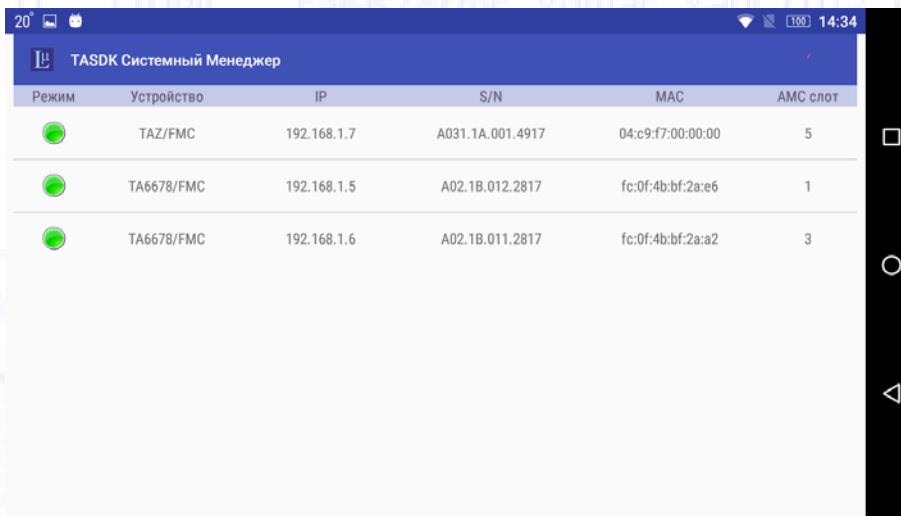 20° 100 14:34
TASDK Системный Менеджер
Режим Устройство IP S/N MAC АМС слот
TAZ/FMC 192.168.1.7 A031.1A.001.4917 04:c9:f7:00:00:00 5
TA6678/FMC 192.168.1.5 A02.1B.012.2817 fc:0f:4b:bf:2a:e6 1
TA6678/FMC 192.168.1.6 A02.1B.011.2817 fc:0f:4b:bf:2a:a2 3